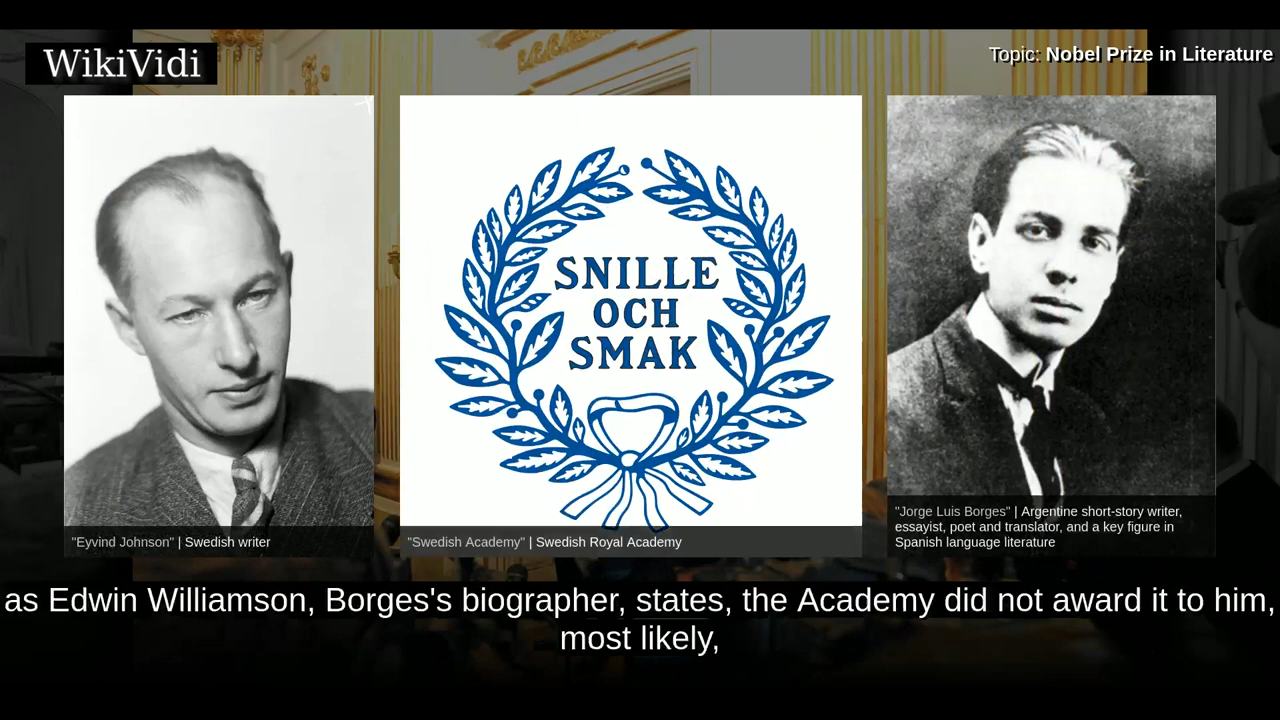 WikiVidi
Topic: Nobel Prize in Literature
SNILLE
OCH
SMAK
"Eyvind Johnson" | Swedish writer
"Swedish Academy" | Swedish Royal Academy
"Jorge Luis Borges" | Argentine short-story writer,
essayist, poet and translator, and a key figure in
Spanish language literature
as Edwin Williamson, Borges's biographer, states, the Academy did not award it to him,
most likely,